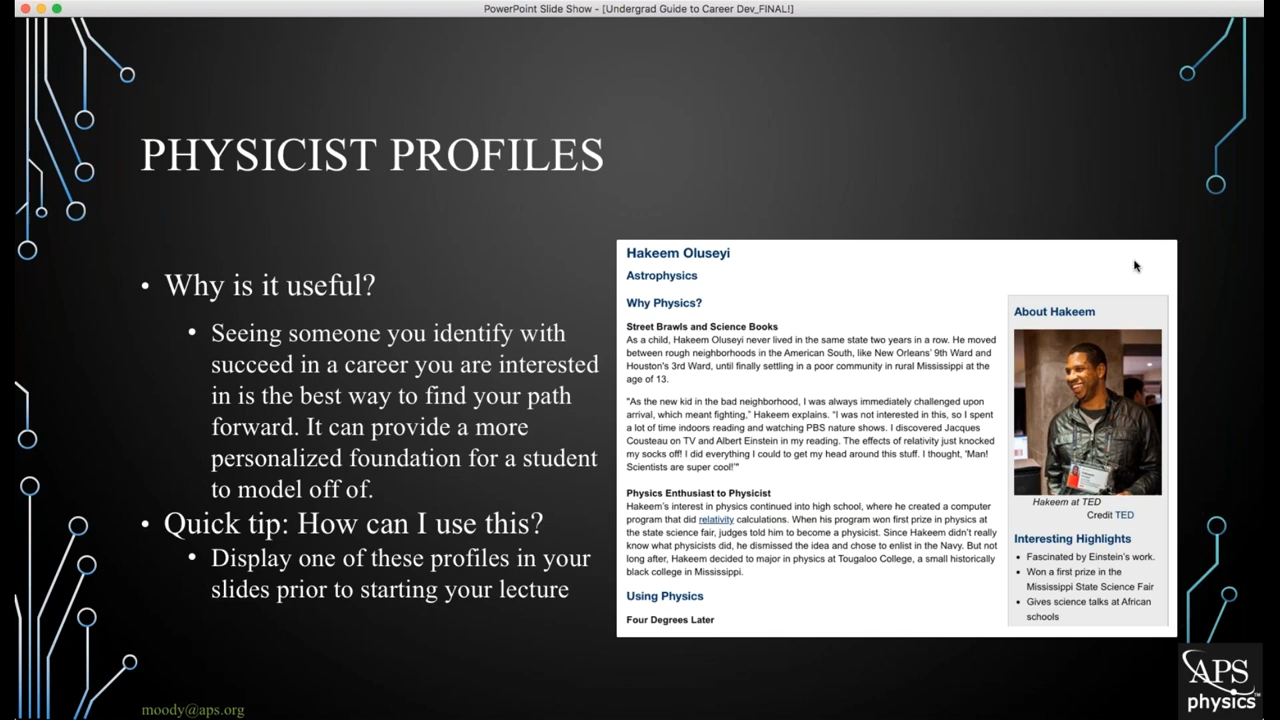 PowerPoint Slide Show - [Undergrad Guide to Career Dev_FINAL!]
PHYSICIST PROFILES
• Why is it useful?
• Seeing someone you identify with
succeed in a career you are interested
in is the best way to find your path
forward. It can provide a more
personalized foundation for a student
to model off of.
• Quick tip: How can I use this?
• Display one of these profiles in your
slides prior to starting your lecture
Hakeem Oluseyi
Astrophysics
Why Physics?
Street Brawls and Science Books
As a child, Hakeem Oluseyi never lived in the same state two years in a row. He moved
between rough neighborhoods in the American South, like New Orleans' 9th Ward and
Houston's 3rd Ward, until finally settling in a poor community in rural Mississippi at the
age of 13.
"As the new kid in the bad neighborhood, I was always immediately challenged upon
arrival, which meant fighting," Hakeem explains. "I was not interested in this, so I spent
a lot of time indoors reading and watching PBS nature shows. I discovered Jacques
Cousteau on TV and Albert Einstein in my reading. The effects of relativity just knocked
my socks off! I did everything I could to get my head around this stuff. I thought, 'Man!
Scientists are super cool!'"
Physics Enthusiast to Physicist
Hakeem's interest in physics continued into high school, where he created a computer
program that did relativity calculations. When his program won first prize in physics at
the state science fair, judges told him to become a physicist. Since Hakeem didn't really
know what physicists did, he dismissed the idea and chose to enlist in the Navy. But not
long after, Hakeem decided to major in physics at Tougaloo College, a small historically
black college in Mississippi.
Using Physics
Four Degrees Later
About Hakeem
Hakeem at TED
Credit TED
Interesting Highlights
• Fascinated by Einstein's work.
• Won a first prize in the
Mississippi State Science Fair
• Gives science talks at African
schools
moody@aps.org
APS
physics™